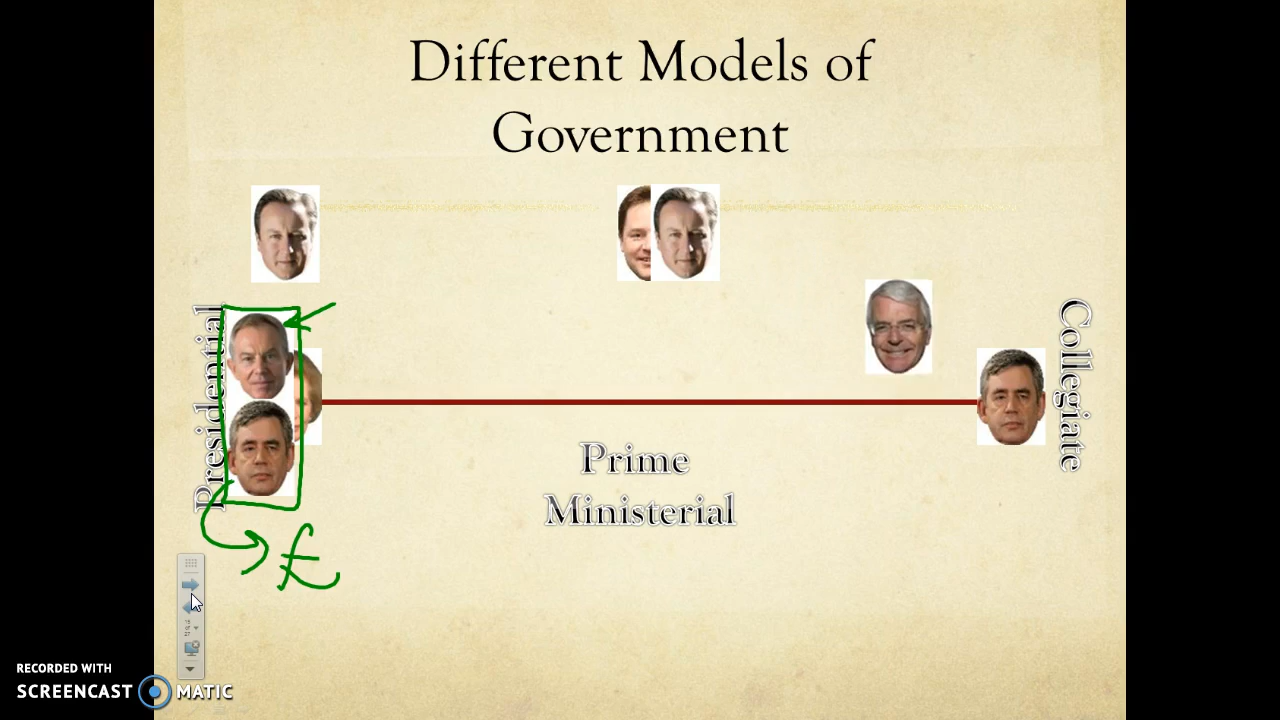 Different Models of
Government
Presidential
Collegiate
Prime
Ministerial
£
RECORDED WITH
SCREENCAST MATIC